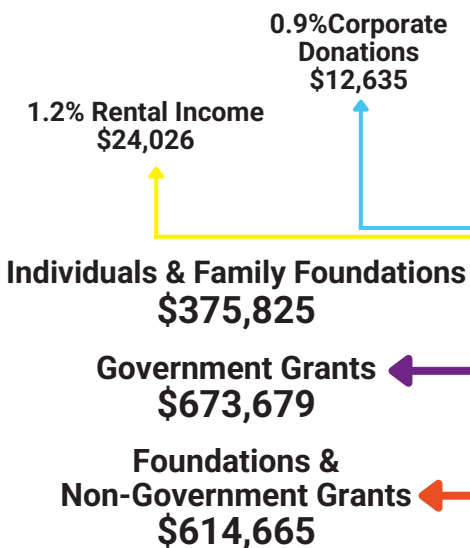 0.9%Corporate
Donations
$12,635
1.2% Rental Income
$24,026
Individuals & Family Foundations
$375,825
Government Grants
$673,679
Foundations &
Non-Government Grants
$614,665